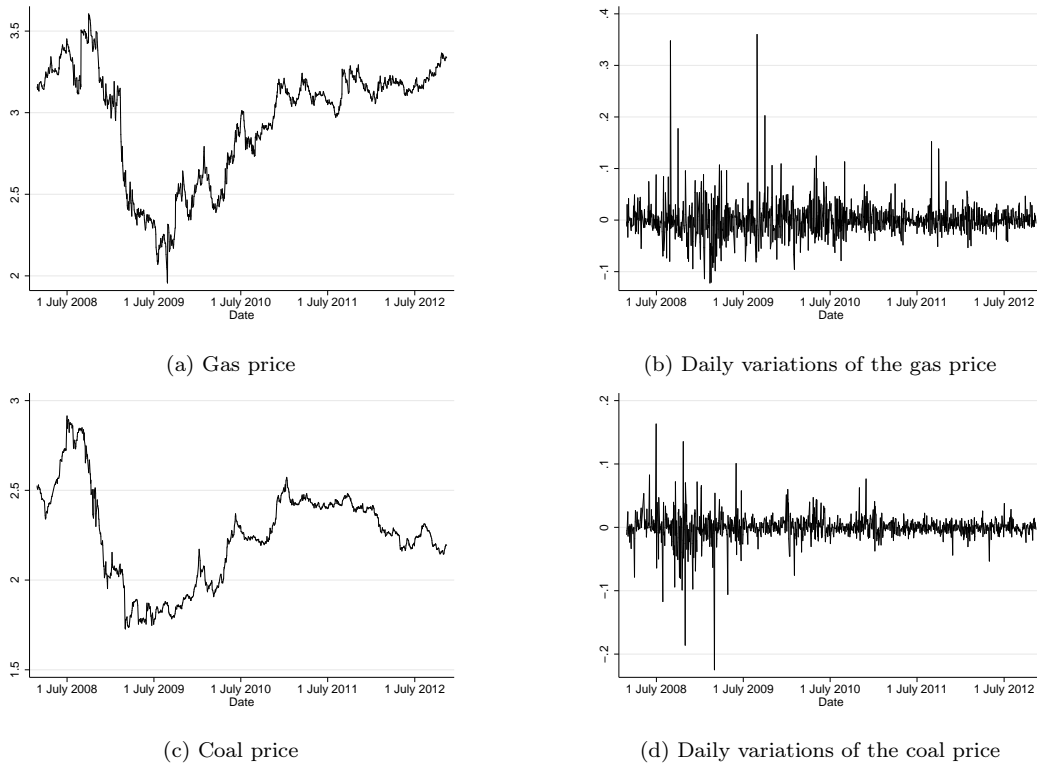 3.5
3
2.5
2
1 July 2008 1 July 2009 1 July 2010 1 July 2011 1 July 2012
Date
(a) Gas price
.4
.3
.2
.1
0
-.1
1 July 2008 1 July 2009 1 July 2010 1 July 2011 1 July 2012
Date
(b) Daily variations of the gas price
3
2.5
2
1.5
1 July 2008 1 July 2009 1 July 2010 1 July 2011 1 July 2012
Date
(c) Coal price
.2
.1
0
-.1
-.2
1 July 2008 1 July 2009 1 July 2010 1 July 2011 1 July 2012
Date
(d) Daily variations of the coal price